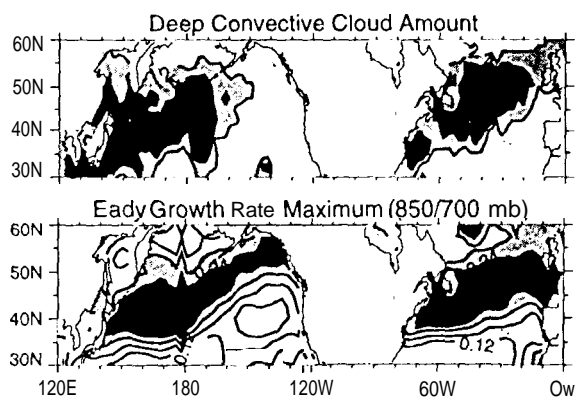 Deep Convective Cloud Amount
60N
50N
40N
30N
Eady Growth Rate Maximum (850/700 mb)
60N
50N
40N
30N
0.12
120E 180 120W 60W Ow